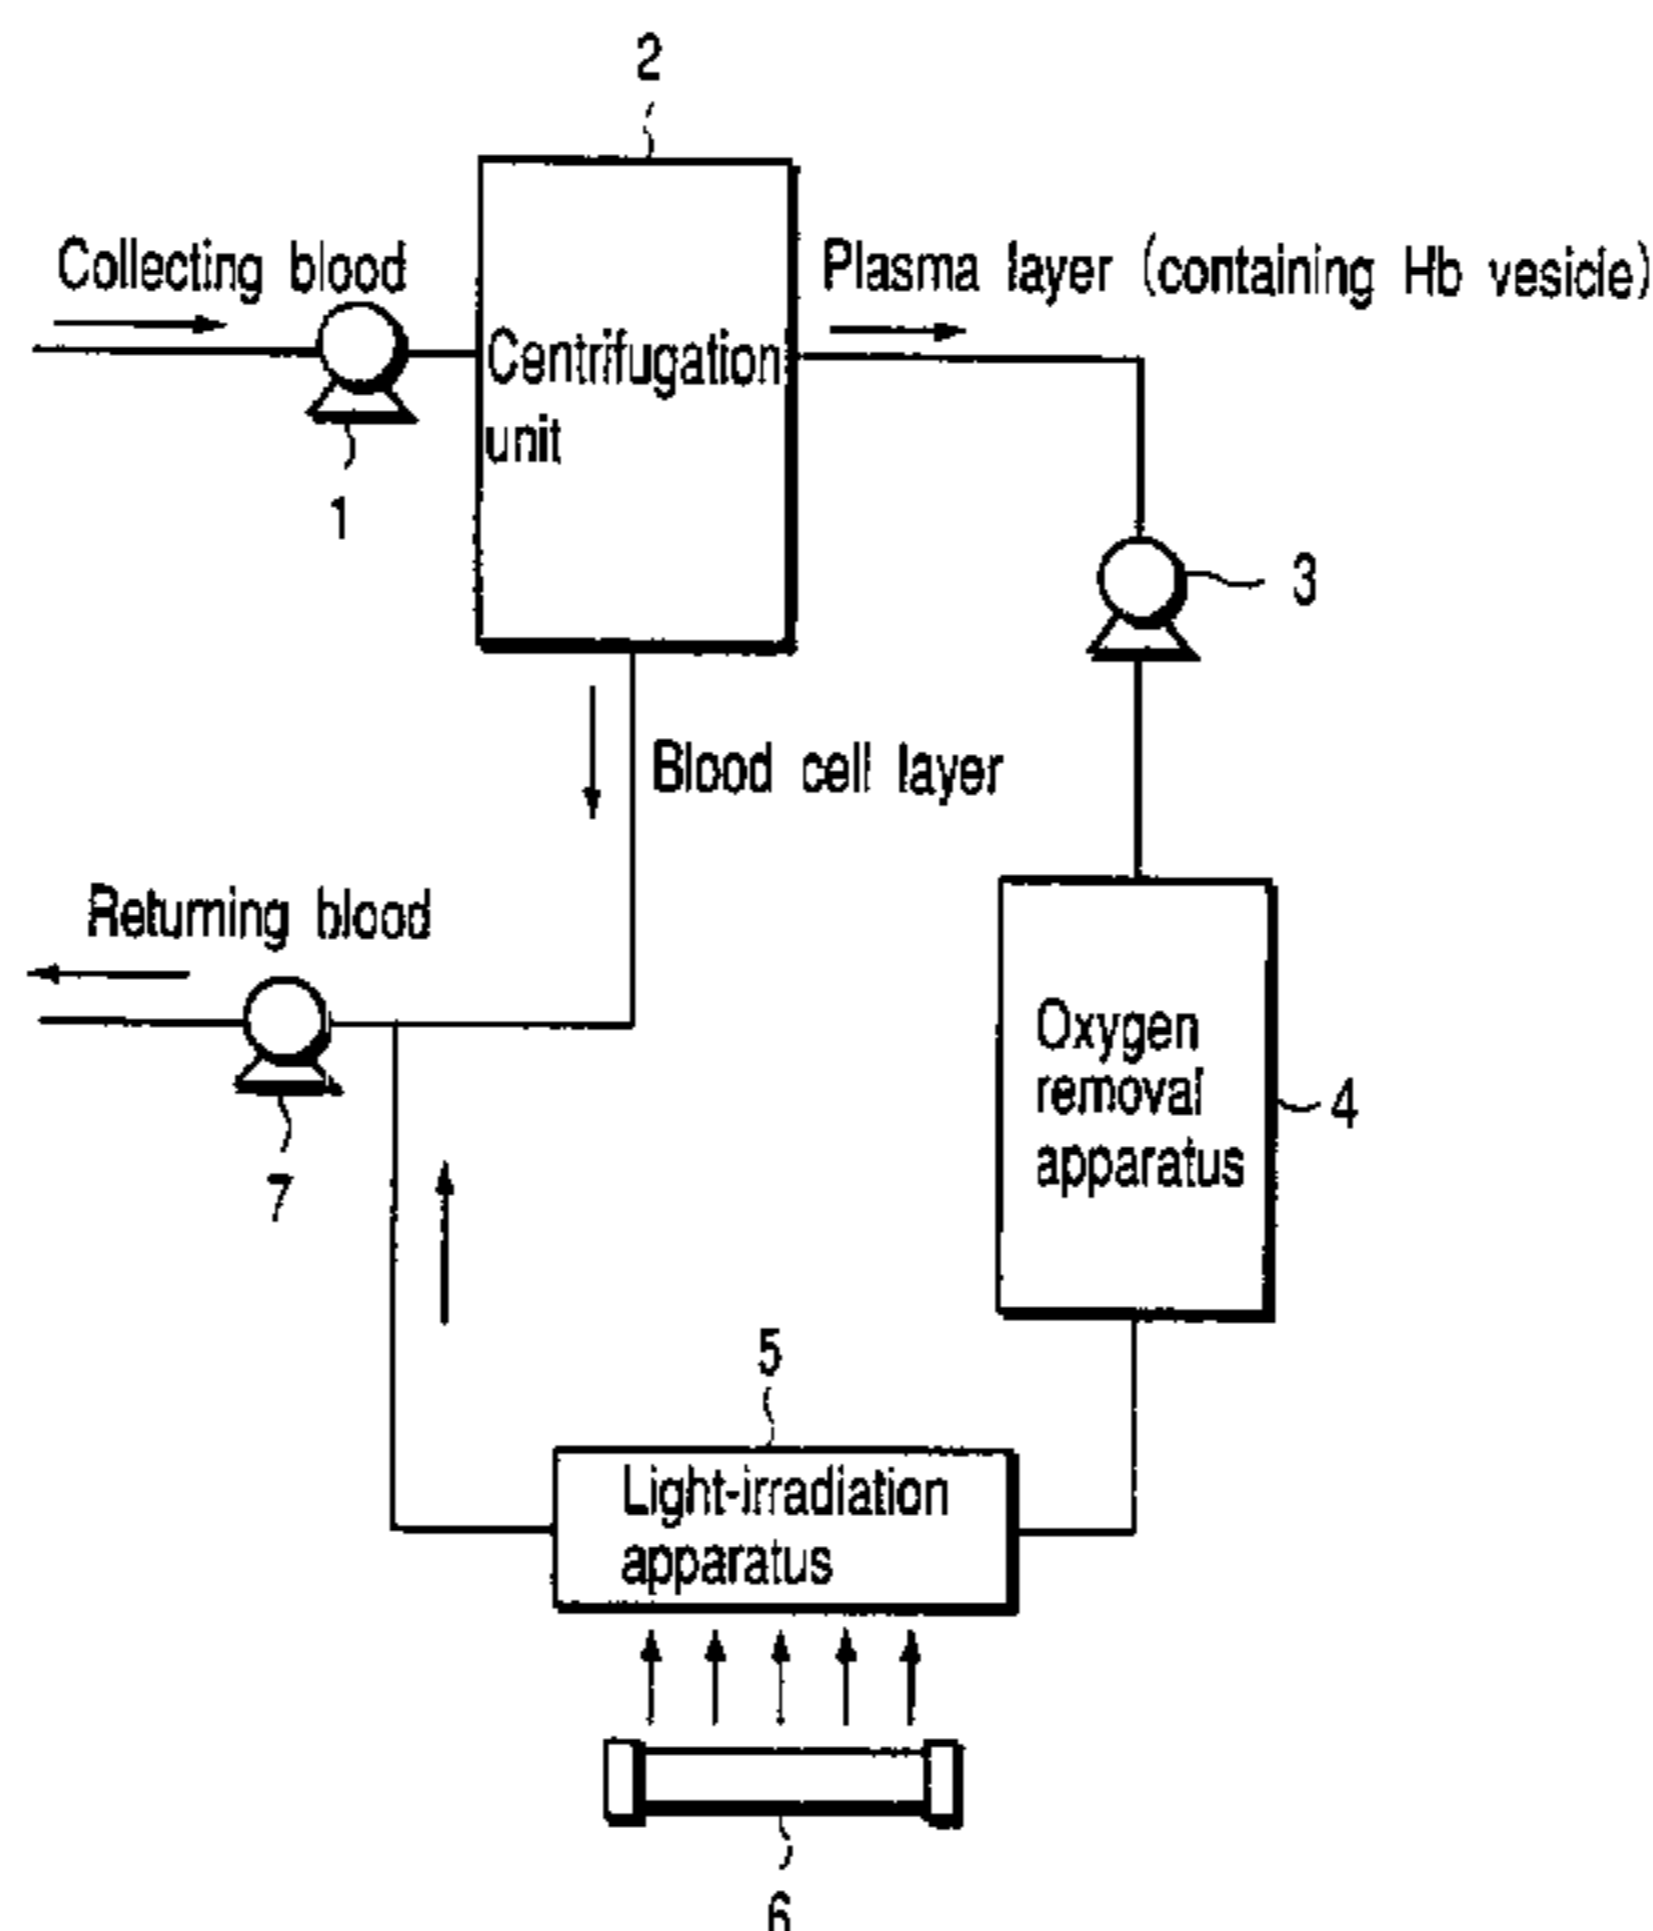 2
Collecting blood
Plasma layer (containing Hb vesicle)
Centrifugation
unit
1
3
Blood cell layer
Returning blood
Oxygen
removal
apparatus
4
7
5
Light-irradiation
apparatus
6